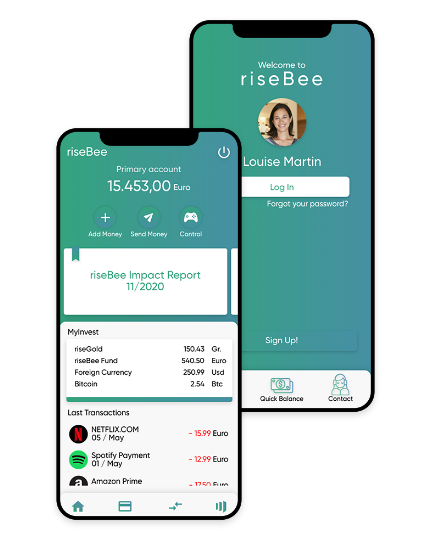 Welcome to
riseBee
Louise Martin
Log In
Forgot your password?
Sign Up!
Quick Balance
Contact
riseBee
Primary account
15.453,00 Euro
Add Money
Send Money
Control
riseBee Impact Report
11/2020
MyInvest
riseGold 150.43 Gr.
riseBee Fund 540.50 Euro
Foreign Currency 250.99 Usd
Bitcoin 2.54 Btc
Last Transactions
NETFLIX.COM
05 / May
- 15.99 Euro
Spotify Payment
01 / May
- 12.99 Euro
a
Amazon Prime
- 17.50 Euro